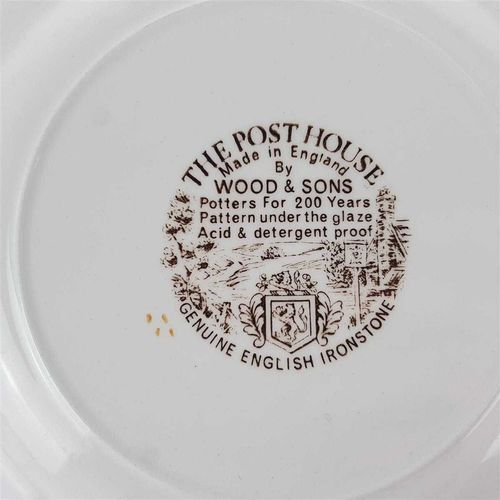 THE POST HOUSE
Made in England
By
WOOD & SONS
Potters For 200 Years
Pattern under the glaze
Acid & detergent proof
GENUINE ENGLISH IRONSTONE